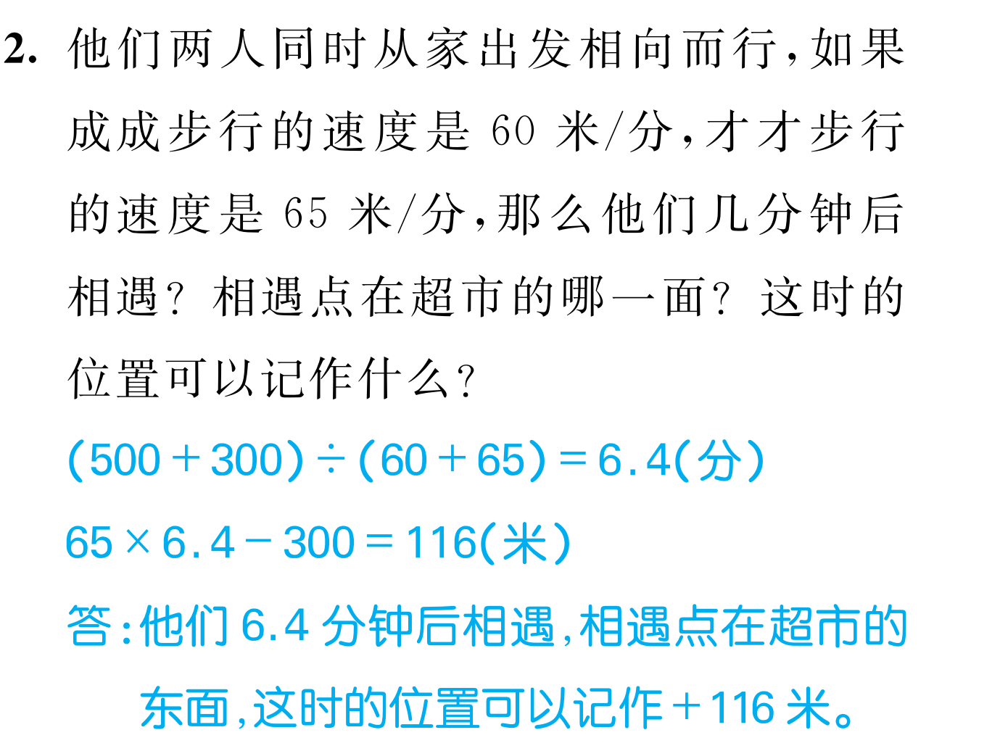 2. 他们两人同时从家出发相向而行,如果
成成步行的速度是 60 米/分,才才步行
的速度是 65 米/分,那么他们几分钟后
相遇? 相遇点在超市的哪一面? 这时的
位置可以记作什么?
(500+300)÷(60+65)=6.4(分)
65×6.4-300=116(米)
答:他们 6.4 分钟后相遇,相遇点在超市的
东面,这时的位置可以记作+116 米。